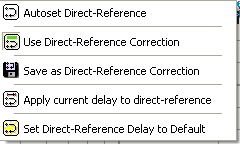 Autoset Direct-Reference
Use Direct-Reference Correction
Save as Direct-Reference Correction
Apply current delay to direct-reference
Set Direct-Reference Delay to Default